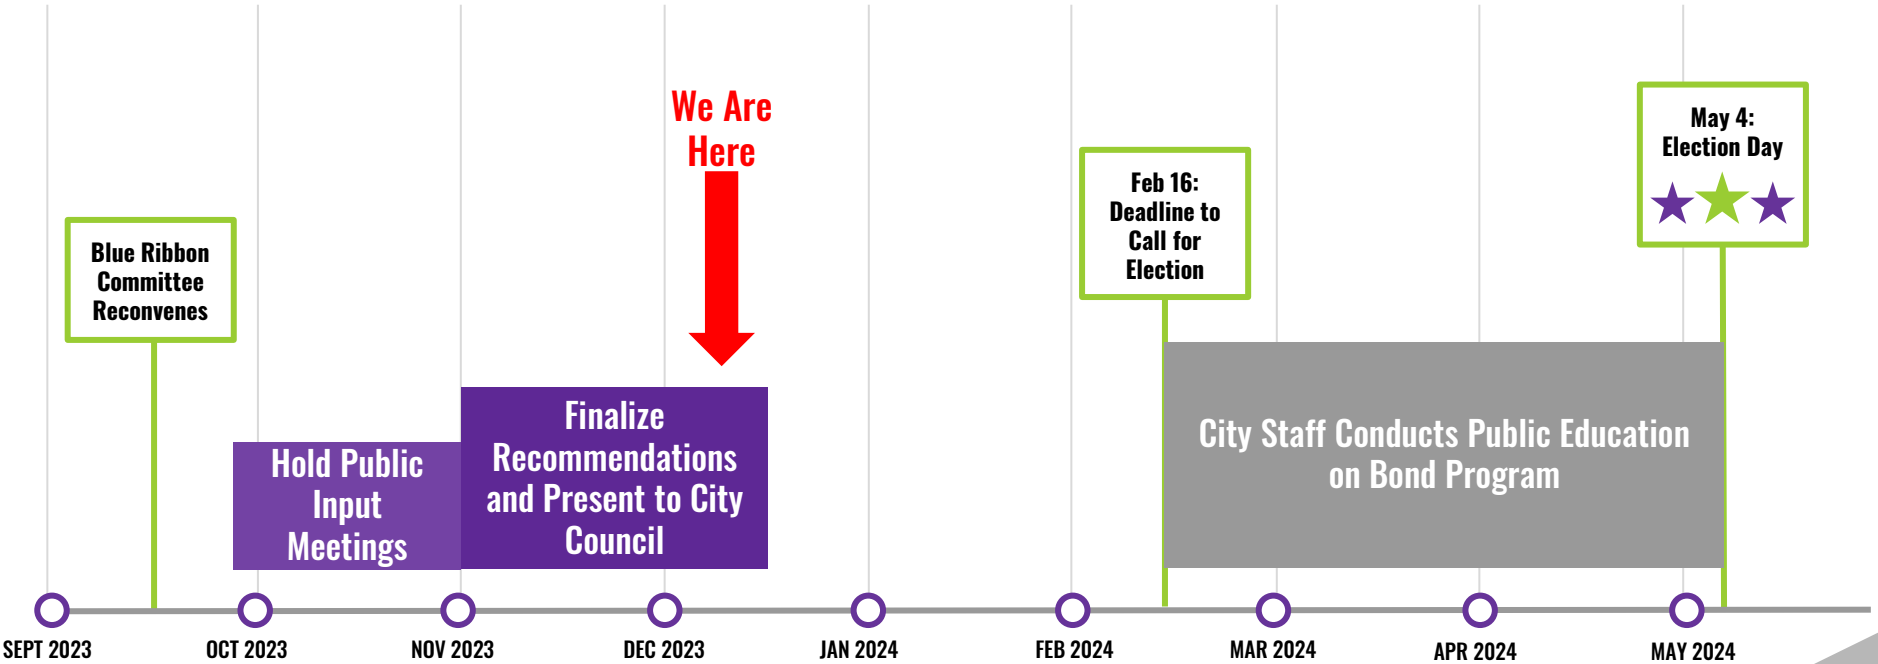 We Are
Here
May 4:
Election Day
Feb 16:
Deadline to
Call for
Election
Blue Ribbon
Committee
Reconvenes
Hold Public
Input
Meetings
Finalize
Recommendations
and Present to City
Council
City Staff Conducts Public Education
on Bond Program
SEPT 2023
OCT 2023
NOV 2023
DEC 2023
JAN 2024
FEB 2024
MAR 2024
APR 2024
MAY 2024